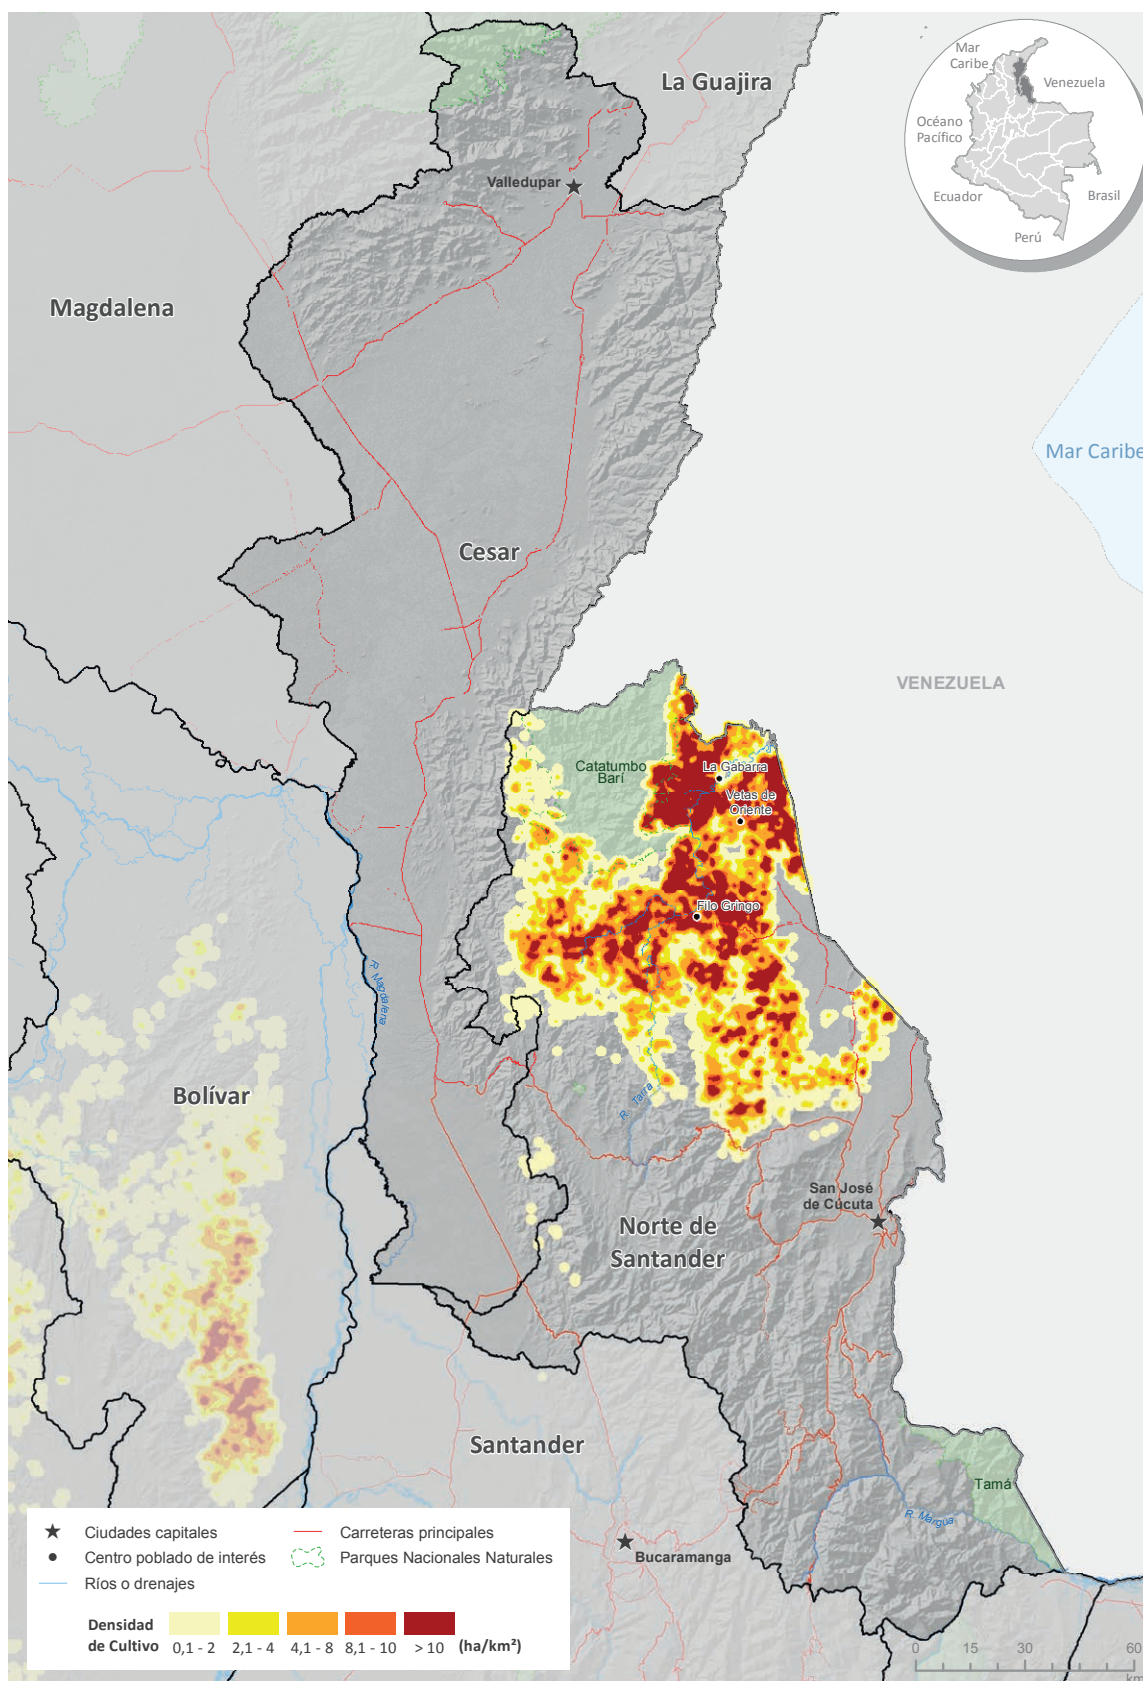 La Guajira
Mar
Caribe
Venezuela
Océano
Pacífico
Ecuador
Brasil
Perú
Valledupar
Magdalena
Mar Caribe
Cesar
VENEZUELA
Catatumbo
Barí
La Gabarra
Vetas de
Oriente
Filo Gringo
R. Magdalena
Bolívar
R. Tarra
San José
de Cúcuta
Norte de
Santander
Santander
Tamá
R. Margua
Bucaramanga
Ciudades capitales
Carreteras principales
Centro poblado de interés
Parques Nacionales Naturales
Ríos o drenajes
Densidad
de Cultivo
0,1 - 2
2,1 - 4
4,1 - 8
8,1 - 10
> 10
(ha/km²)
0 15 30 60
km